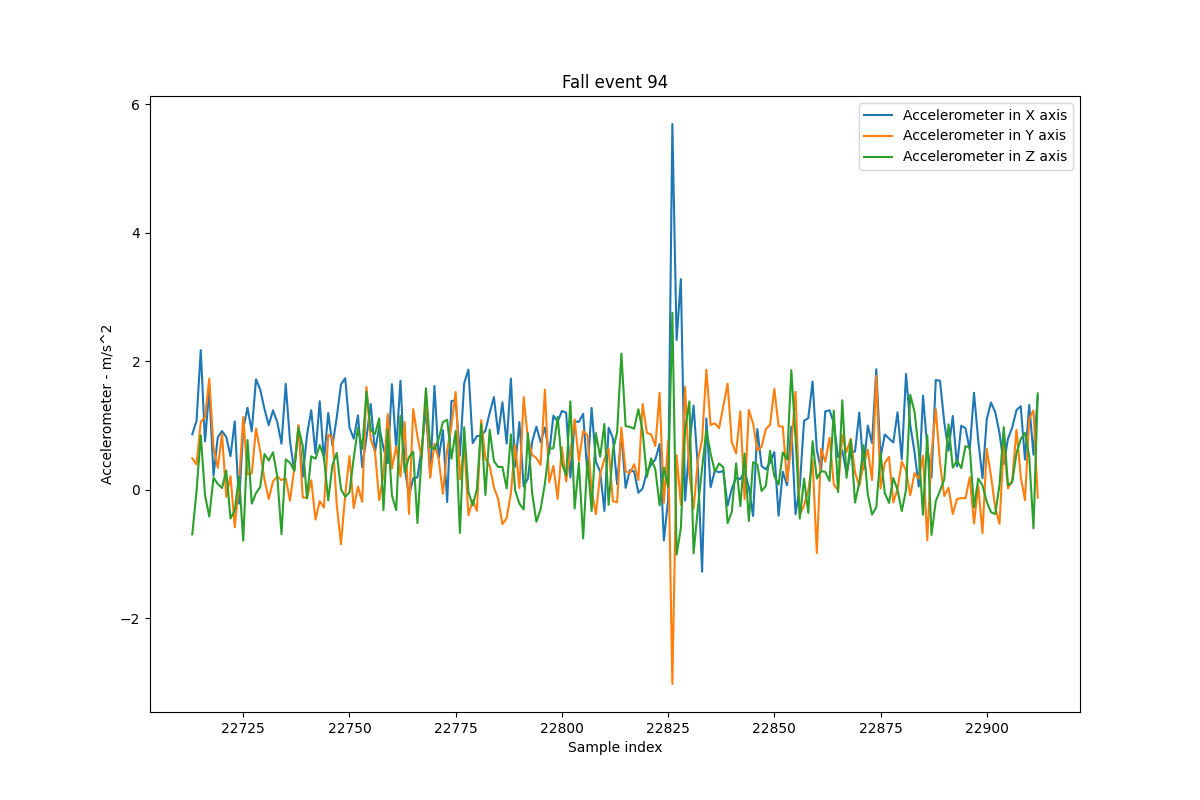 Fall event 94
Accelerometer in X axis
Accelerometer in Y axis
Accelerometer in Z axis
6
4
2
0
−2
Accelerometer - m/s^2
22725 22750 22775 22800 22825 22850 22875 22900
Sample index